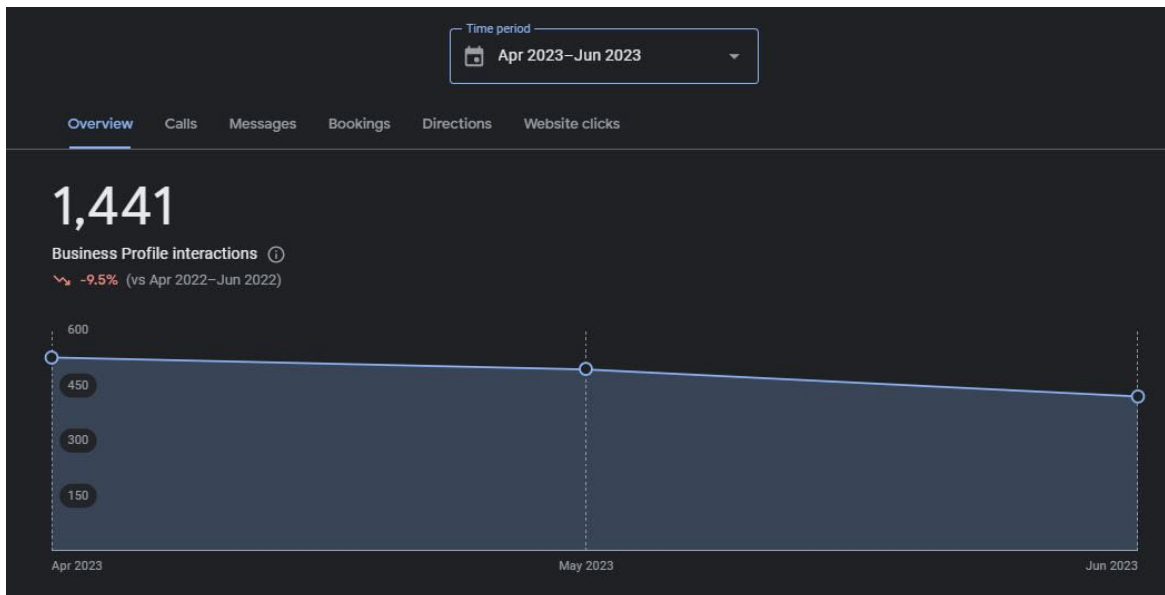 Time period
Apr 2023–Jun 2023
Overview Calls Messages Bookings Directions Website clicks
1,441
Business Profile interactions
-9.5% (vs Apr 2022–Jun 2022)
600
450
300
150
Apr 2023 May 2023 Jun 2023